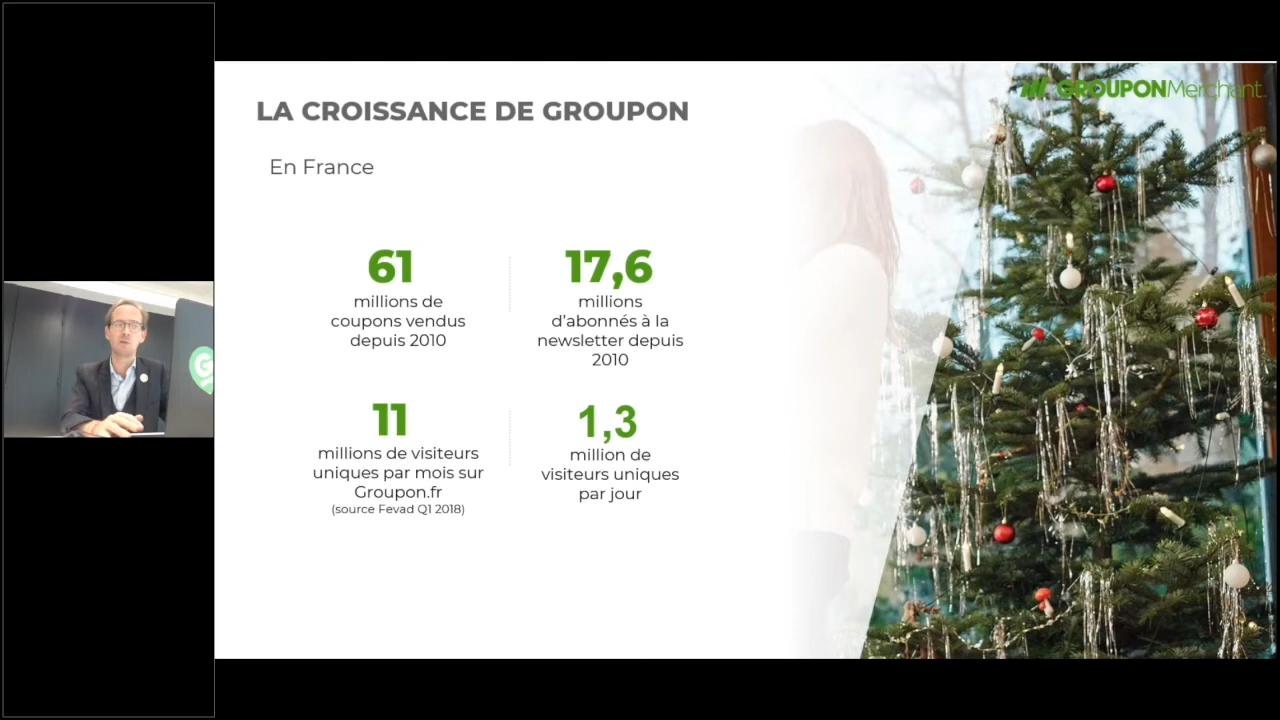 GROUPONMerchant
LA CROISSANCE DE GROUPON
En France
61
millions de
coupons vendus
depuis 2010
17,6
millions
d'abonnés à la
newsletter depuis
2010
11
millions de visiteurs
uniques par mois sur
Groupon.fr
(source Fevad Q1 2018)
1,3
million de
visiteurs uniques
par jour
G